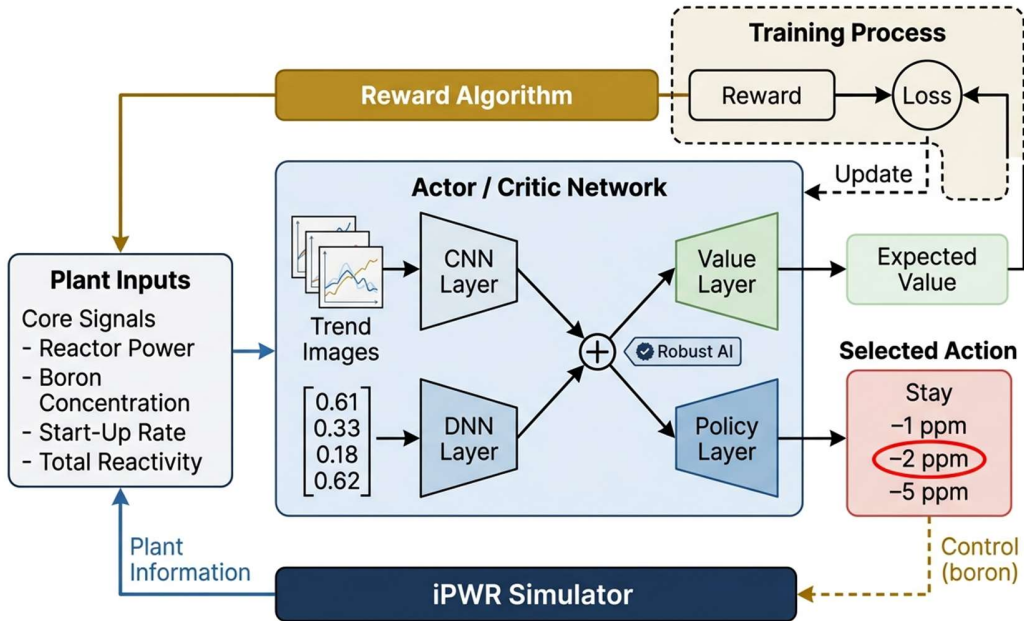 Training Process
Reward Algorithm
Reward
Loss
Update
Actor / Critic Network
CNN
Layer
Value
Layer
Expected
Value
Plant Inputs
Core Signals
- Reactor Power
- Boron
Concentration
- Start-Up Rate
- Total Reactivity
Trend
Images
Robust AI
0.61
0.33
0.18
0.62
DNN
Layer
Policy
Layer
Selected Action
Stay
–1 ppm
–2 ppm
–5 ppm
Plant
Information
Control
(boron)
iPWR Simulator